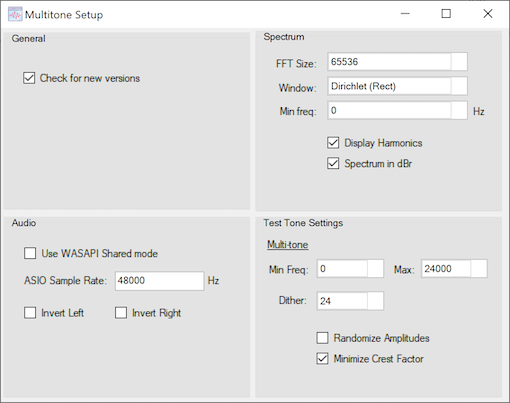 Multitone Setup
General
Check for new versions
Spectrum
FFT Size: 65536
Window: Dirichlet (Rect)
Min freq: 0 Hz
Display Harmonics
Spectrum in dBr
Audio
Use WASAPI Shared mode
ASIO Sample Rate: 48000 Hz
Invert Left Invert Right
Test Tone Settings
Multi-tone
Min Freq: 0 Max: 24000
Dither: 24
Randomize Amplitudes
Minimize Crest Factor